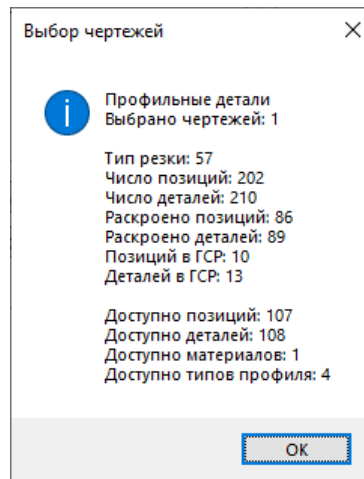 Выбор чертежей
Профильные детали
Выбрано чертежей: 1
Тип резки: 57
Число позиций: 202
Число деталей: 210
Раскроено позиций: 86
Раскроено деталей: 89
Позиций в ГСР: 10
Деталей в ГСР: 13
Доступно позиций: 107
Доступно деталей: 108
Доступно материалов: 1
Доступно типов профиля: 4
ОК